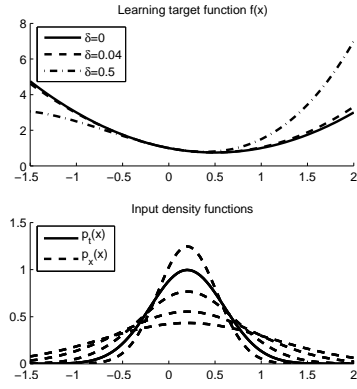 Learning target function f(x)
8
6
4
2
0
δ=0
δ=0.04
δ=0.5
−1.5 −1 −0.5 0 0.5 1 1.5 2
Input density functions
1.5
1
0.5
0
p_t(x)
p_x(x)
−1.5 −1 −0.5 0 0.5 1 1.5 2